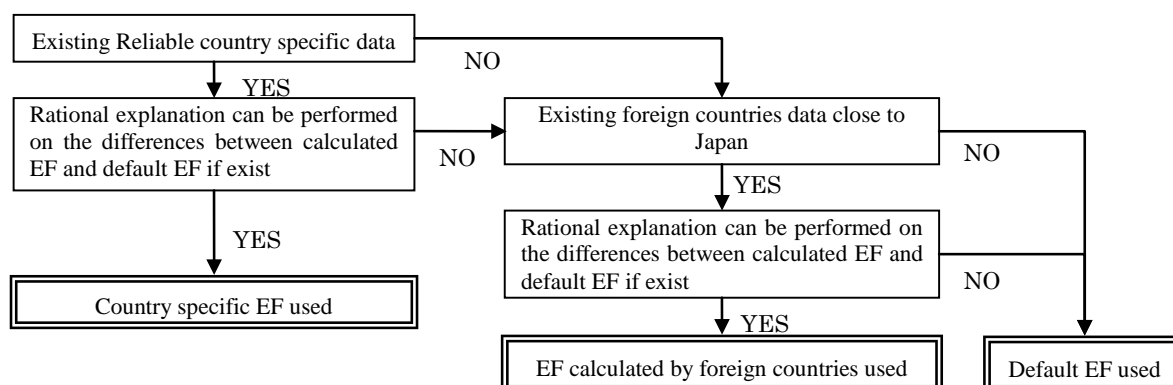 Existing Reliable country specific data
NO
YES
Rational explanation can be performed
on the differences between calculated
EF and default EF if exist
NO
Existing foreign countries data close to
Japan
NO
YES
YES
Rational explanation can be performed on
the differences between calculated EF and
default EF if exist
NO
Country specific EF used
YES
EF calculated by foreign countries used
Default EF used